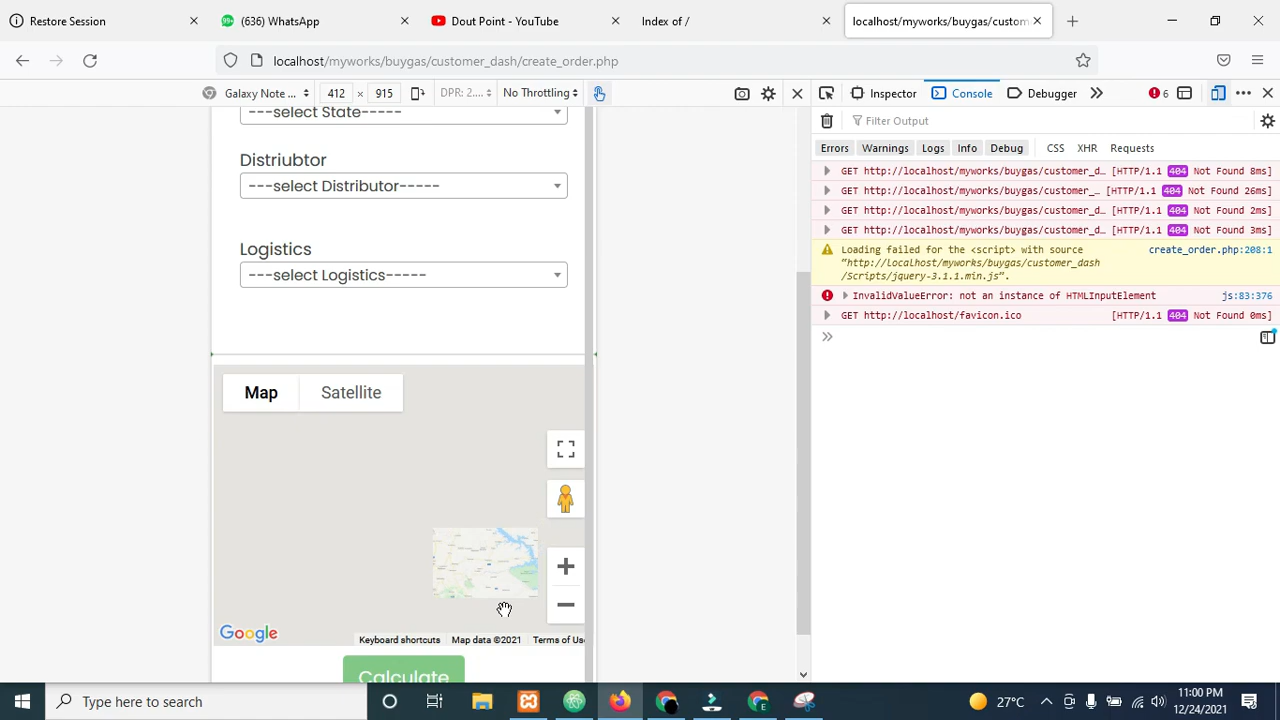 Restore Session
99+
(636) WhatsApp
Dout Point - YouTube
Index of /
localhost/myworks/buygas/custom
localhost/myworks/buygas/customer_dash/create_order.php
Galaxy Note ...
412 × 915
DPR: 2....
No Throttling
Inspector
Console
Debugger
6
Filter Output
Errors
Warnings
Logs
Info
Debug
CSS
XHR
Requests
---select State-----
Distriubtor
---select Distributor-----
Logistics
---select Logistics-----
Map
Satellite
Google
Keyboard shortcuts
Map data ©2021
Terms of Use
Calculate
GET http://localhost/myworks/buygas/customer_d… [HTTP/1.1 404 Not Found 8ms]
GET http://localhost/myworks/buygas/customer_… [HTTP/1.1 404 Not Found 26ms]
GET http://localhost/myworks/buygas/customer_d… [HTTP/1.1 404 Not Found 2ms]
GET http://localhost/myworks/buygas/customer_d… [HTTP/1.1 404 Not Found 3ms]
Loading failed for the <script> with source create_order.php:208:1
“http://localhost/myworks/buygas/customer_dash
/Scripts/jquery-3.1.1.min.js”.
InvalidValueError: not an instance of HTMLInputElement js:83:376
GET http://localhost/favicon.ico [HTTP/1.1 404 Not Found 0ms]
Type here to search
27°C
11:00 PM
12/24/2021